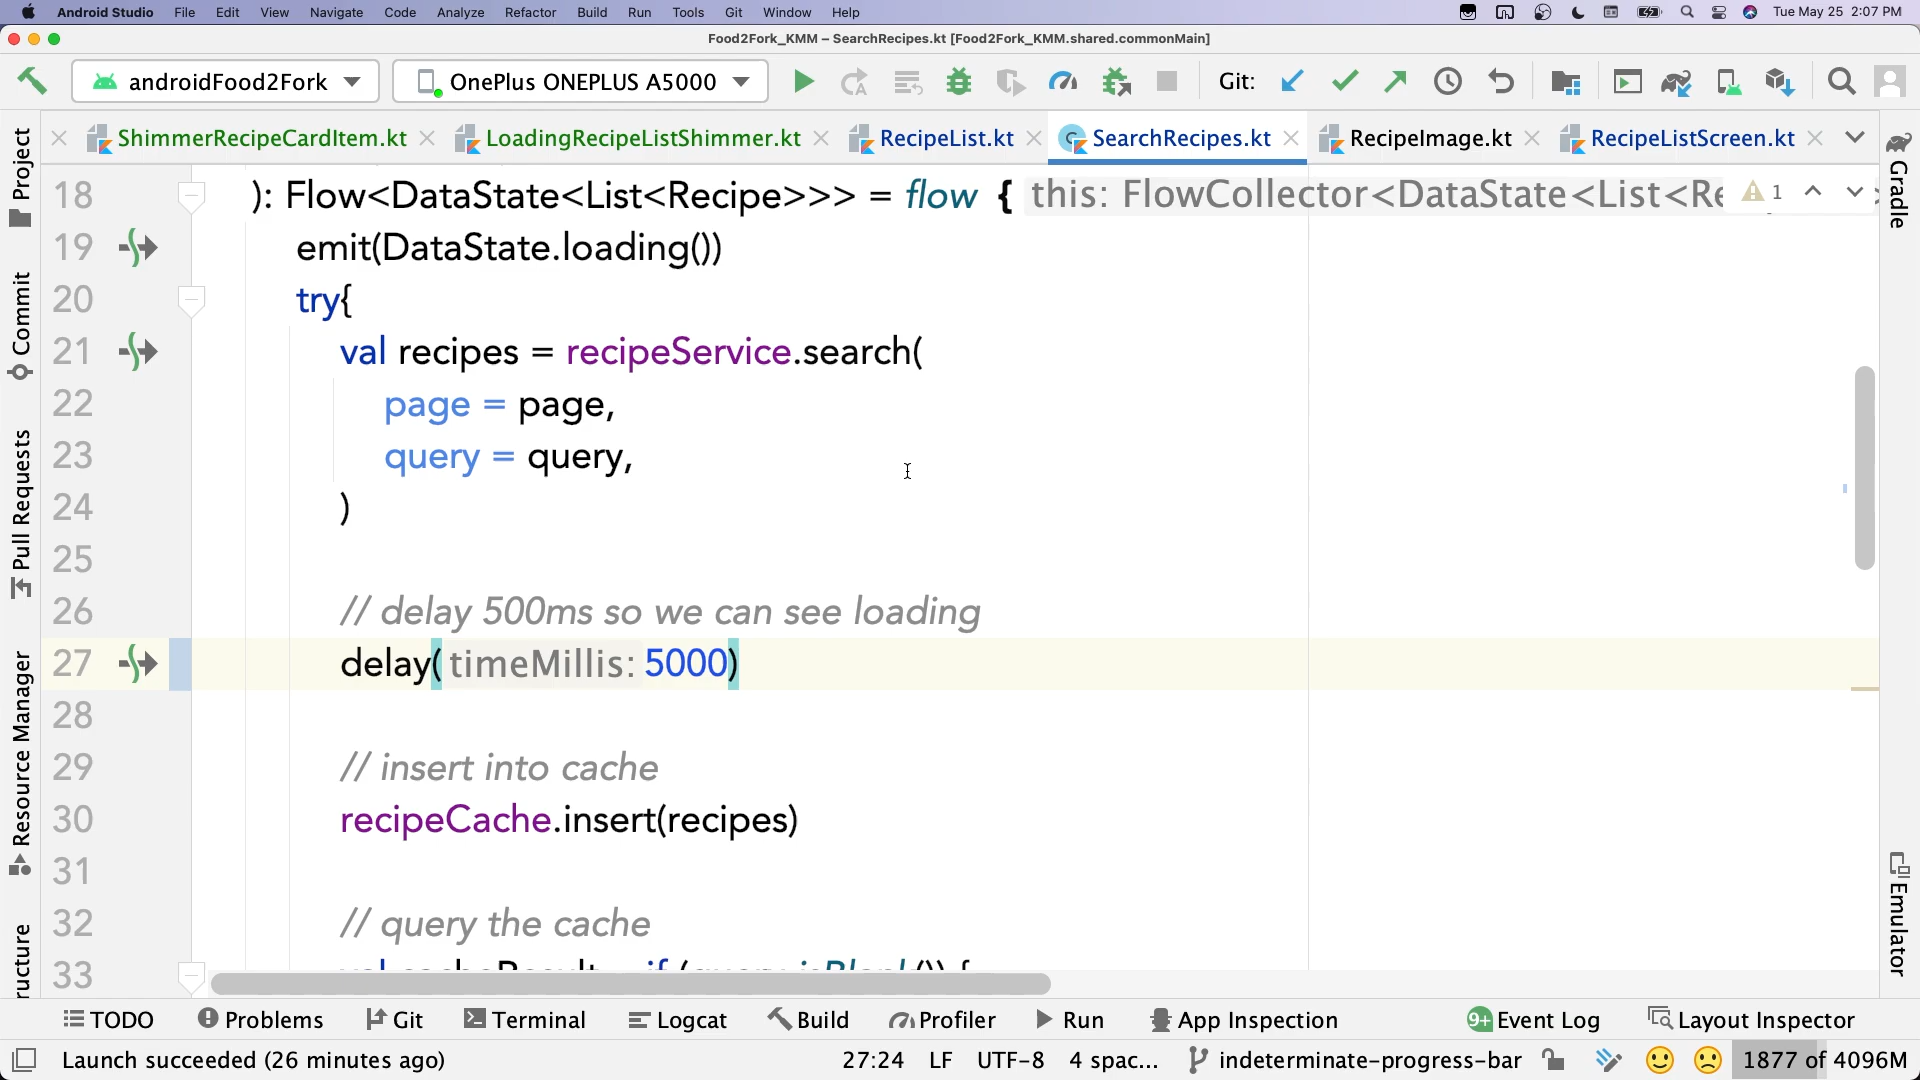 Android Studio File Edit View Navigate Code Analyze Refactor Build Run Tools Git Window Help Tue May 25 2:07 PM
Food2Fork_KMM – SearchRecipes.kt [Food2Fork_KMM.shared.commonMain]
androidFood2Fork OnePlus ONEPLUS A5000 Git:
ShimmerRecipeCardItem.kt LoadingRecipeListShimmer.kt RecipeList.kt SearchRecipes.kt RecipeImage.kt RecipeListScreen.kt
Project
Commit
Pull Requests
Resource Manager
ructure
18 ): Flow<DataState<List<Recipe>>> = flow { this: FlowCollector<DataState<List<Re 1
19 emit(DataState.loading())
20 try{
21 val recipes = recipeService.search(
22 page = page,
23 query = query,
24 )
25
26 // delay 500ms so we can see loading
27 delay( timeMillis: 5000)
28
29 // insert into cache
30 recipeCache.insert(recipes)
31
32 // query the cache
33 val cacheResult = if (query.isBlank()) {
Gradle
Emulator
TODO Problems Git Terminal Logcat Build Profiler Run App Inspection 9+ Event Log Layout Inspector
Launch succeeded (26 minutes ago) 27:24 LF UTF-8 4 spac... indeterminate-progress-bar 1877 of 4096M